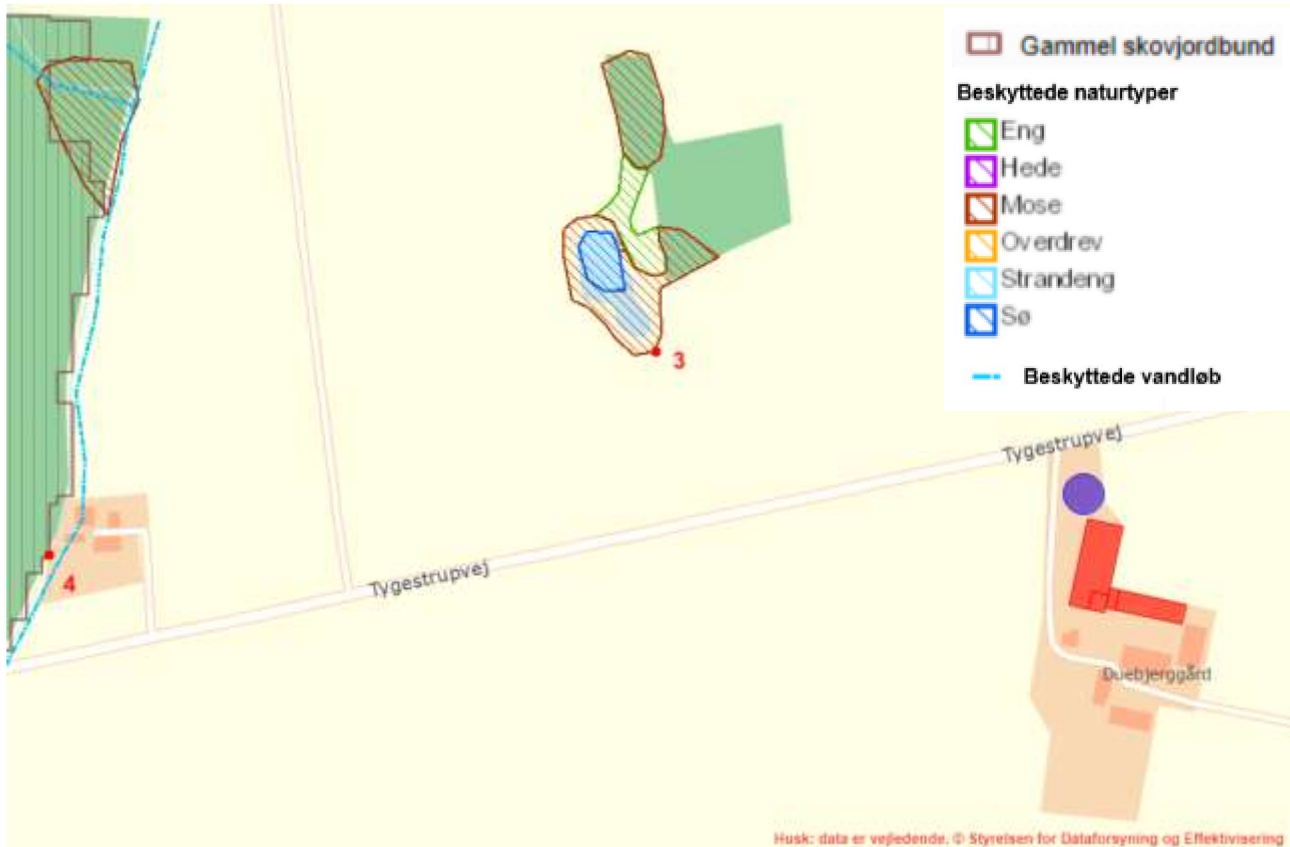 Gammel skovjordbund
Beskyttede naturtyper
Eng
Hede
Mose
Overdrev
Strandeng
Sø
Beskyttede vandløb
3
Tygestrupvej
Tygestrupvej
4
Duebjerggård
Husk: data er vejledende, © Styrelsen for Dataforsyning og Effektivisering